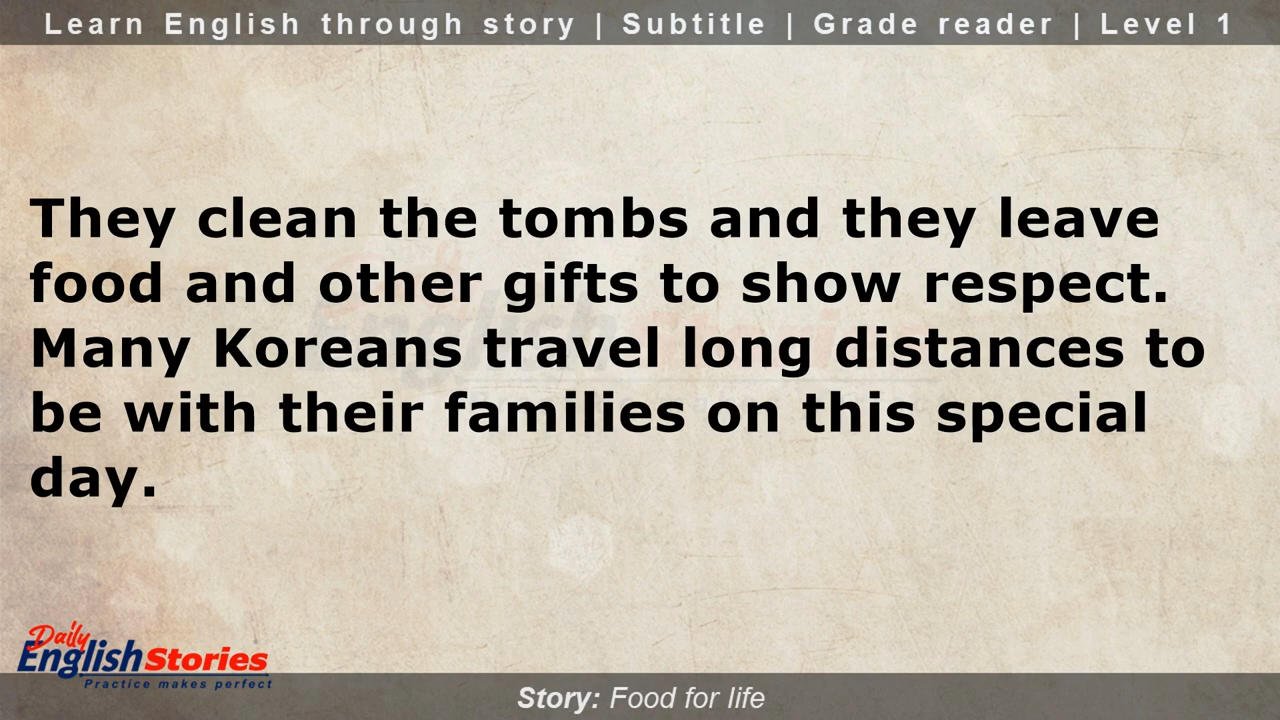 Learn English through story | Subtitle | Grade reader | Level 1
They clean the tombs and they leave
food and other gifts to show respect.
Many Koreans travel long distances to
be with their families on this special
day.
Daily
English Stories
Practice makes perfect
Story: Food for life